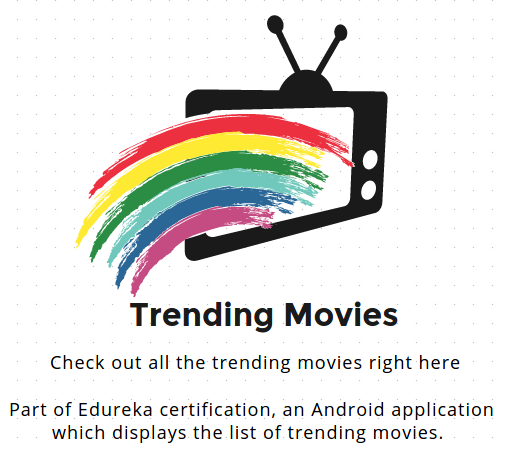 Trending Movies
Check out all the trending movies right here
Part of Edureka certification, an Android application
which displays the list of trending movies.